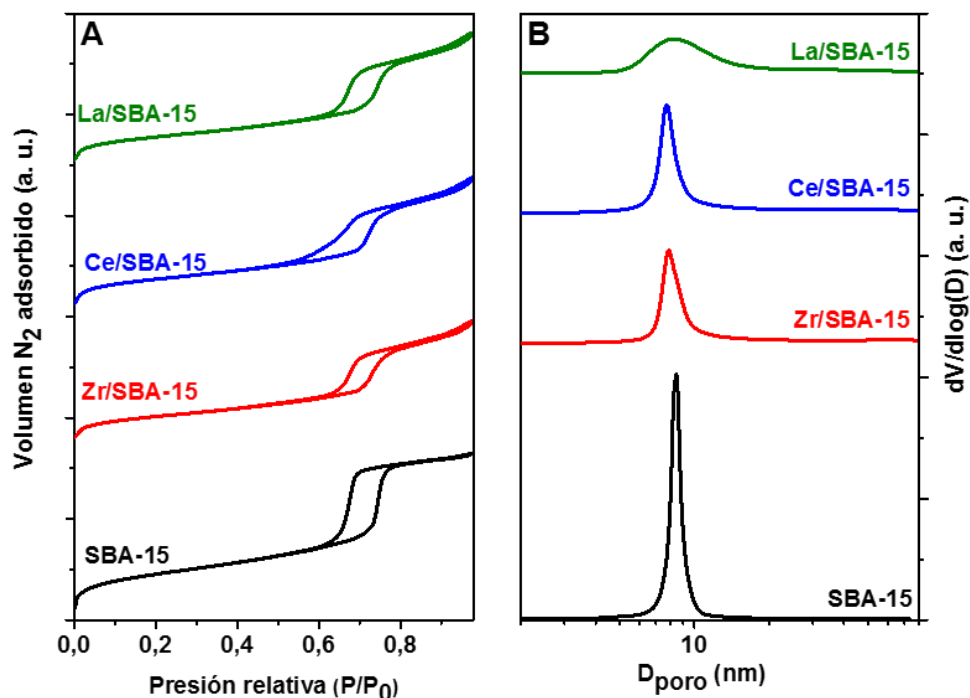 A
La/SBA-15
Ce/SBA-15
Zr/SBA-15
SBA-15
Volumen N2 adsorbido (a. u.)
0,0 0,2 0,4 0,6 0,8
Presión relativa (P/P0)
B
La/SBA-15
Ce/SBA-15
Zr/SBA-15
SBA-15
dV/dlog(D) (a. u.)
10
Dporo (nm)